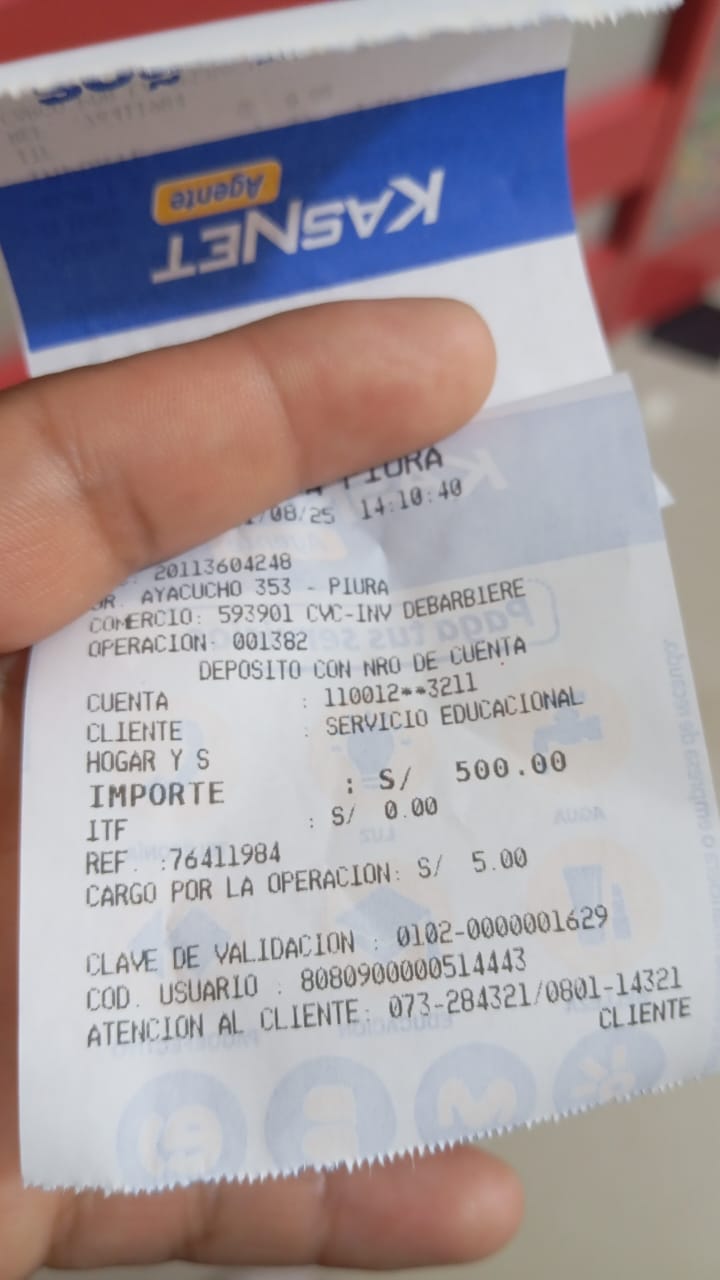 Agente
KASNET
PIURA
/08/25 14:10:40
20113604248
AYACUCHO 353 - PIURA
COMERCIO: 593901 CYC-INV DEBARBIERE
OPERACION: 001382
DEPOSITO CON NRO DE CUENTA
CUENTA : 110012**3211
CLIENTE : SERVICIO EDUCACIONAL
HOGAR Y S
IMPORTE : S/ 500.00
ITF : S/ 0.00
REF. :76411984
CARGO POR LA OPERACION: S/ 5.00
CLAVE DE VALIDACION : 0102-0000001629
COD. USUARIO : 8080900000514443
ATENCION AL CLIENTE: 073-284321/0801-14321
CLIENTE